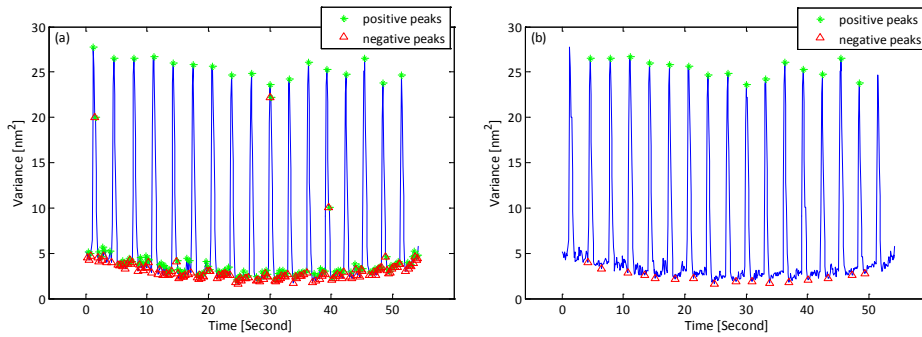 positive peaks
negative peaks
(a)
30
25
20
15
10
5
0
Variance [nm²]
0 10 20 30 40 50
Time [Second]
positive peaks
negative peaks
(b)
30
25
20
15
10
5
0
Variance [nm²]
0 10 20 30 40 50
Time [Second]